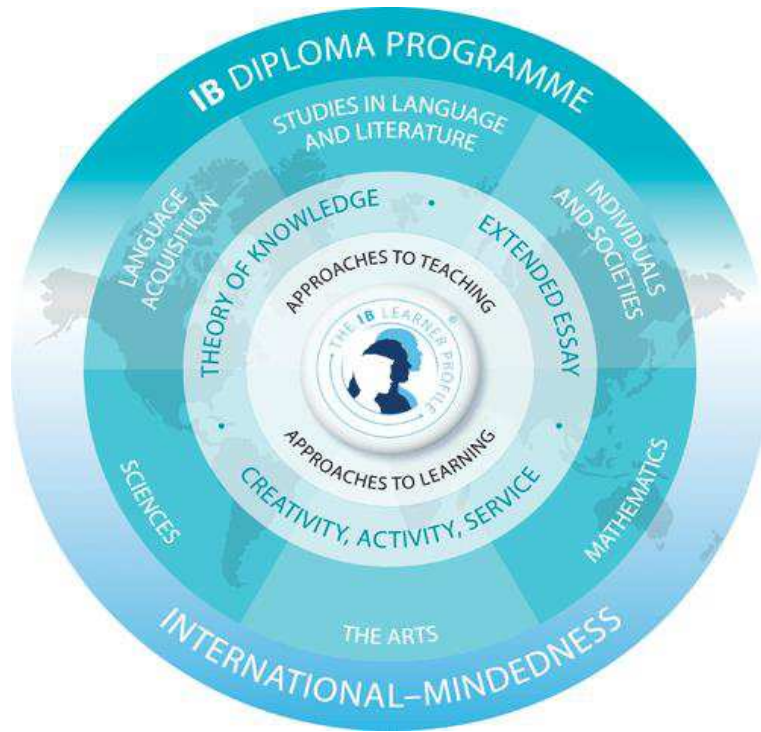 IB DIPLOMA PROGRAMME
STUDIES IN LANGUAGE
AND LITERATURE
LANGUAGE
ACQUISITION
INDIVIDUALS
AND SOCIETIES
THEORY OF KNOWLEDGE
•
EXTENDED ESSAY
•
CREATIVITY, ACTIVITY, SERVICE
•
APPROACHES TO TEACHING
THE IB LEARNER PROFILE
®
APPROACHES TO LEARNING
SCIENCES
MATHEMATICS
THE ARTS
INTERNATIONAL–MINDEDNESS